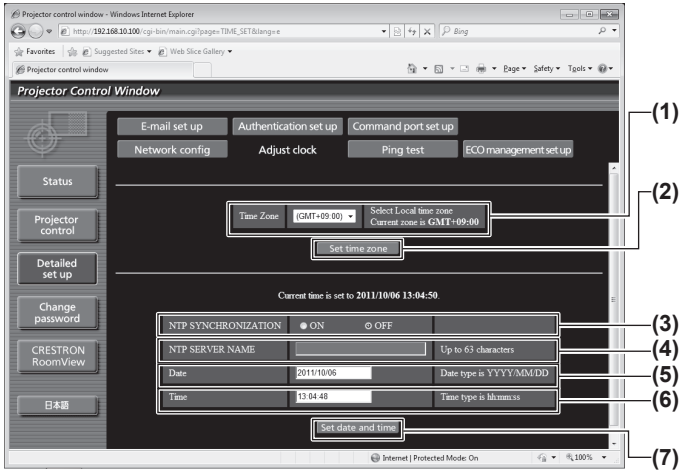 Projector control window - Windows Internet Explorer
http://192.168.10.100/cgi-bin/main.cgi?page=TIME_SET&lang=e
Bing
Favorites Suggested Sites Web Slice Gallery
Projector control window
Page Safety Tools
Projector Control Window
E-mail set up Authentication set up Command port set up
Network config Adjust clock Ping test ECO management set up
Status
Projector control
Detailed set up
Change password
CRESTRON RoomView
日本語
Time Zone (GMT+09:00) Select Local time zone
Current zone is GMT+09:00
Set time zone
Current time is set to 2011/10/06 13:04:50.
NTP SYNCHRONIZATION ON OFF
NTP SERVER NAME Up to 63 characters
Date 2011/10/06 Date type is YYYY/MM/DD
Time 13:04:48 Time type is hh:mm:ss
Set date and time
Internet | Protected Mode: On 100%
(1)
(2)
(3)
(4)
(5)
(6)
(7)